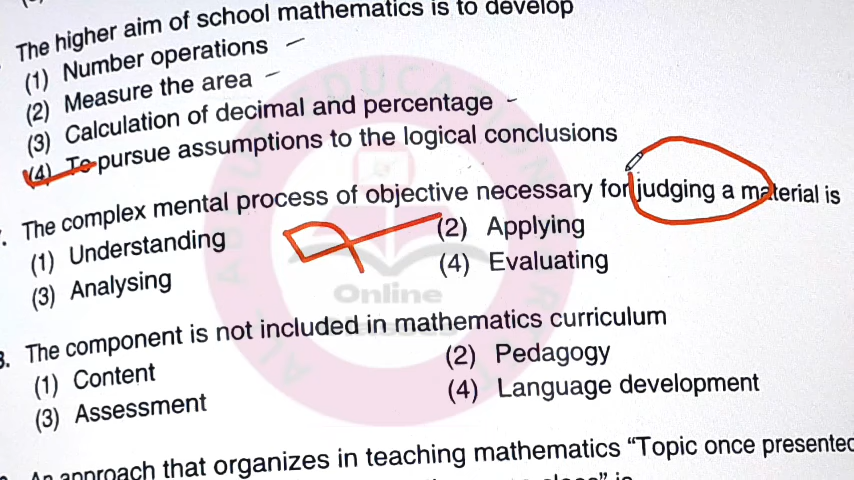 The higher aim of school mathematics is to develop
(1) Number operations
(2) Measure the area
(3) Calculation of decimal and percentage
(4) To pursue assumptions to the logical conclusions
The complex mental process of objective necessary for judging a material is
(1) Understanding (2) Applying
(3) Analysing (4) Evaluating
3. The component is not included in mathematics curriculum
(1) Content (2) Pedagogy
(3) Assessment (4) Language development
An approach that organizes in teaching mathematics “Topic once presented
Online